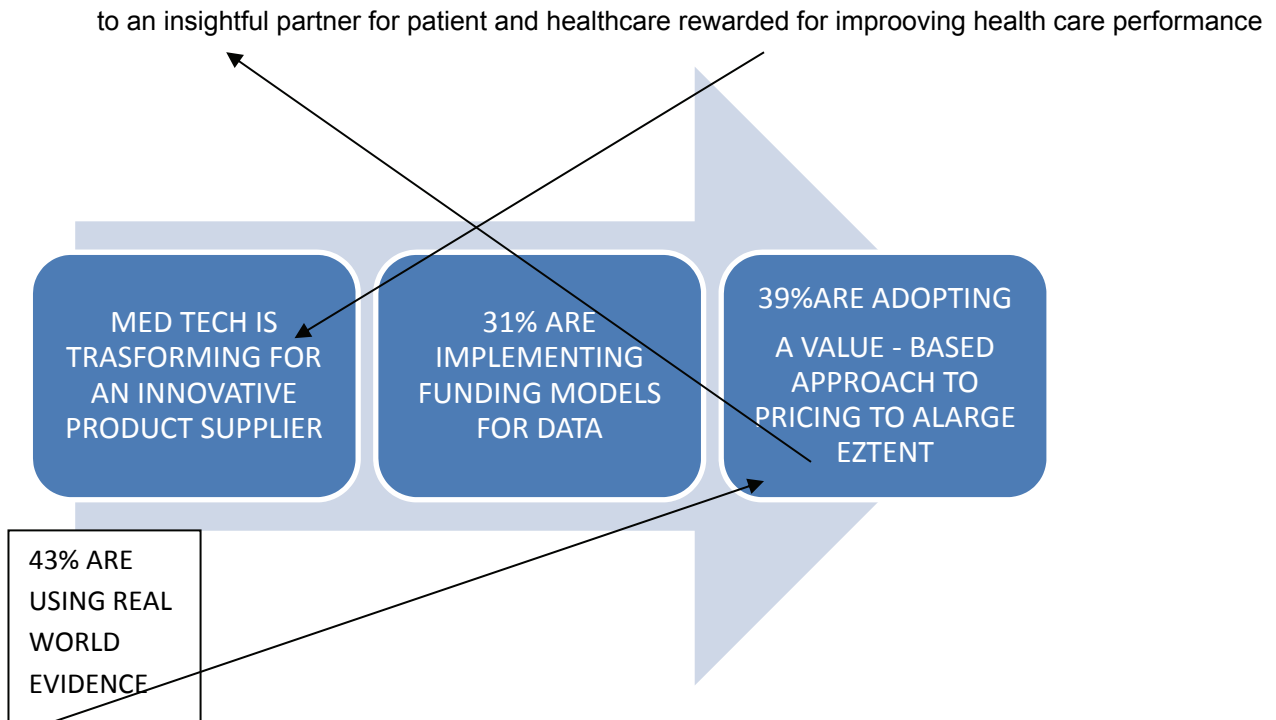 to an insightful partner for patient and healthcare rewarded for improoving health care performance
MED TECH IS
TRASFORMING FOR
AN INNOVATIVE
PRODUCT SUPPLIER
31% ARE
IMPLEMENTING
FUNDING MODELS
FOR DATA
39%ARE ADOPTING
A VALUE - BASED
APPROACH TO
PRICING TO ALARGE
EZTENT
43% ARE
USING REAL
WORLD
EVIDENCE